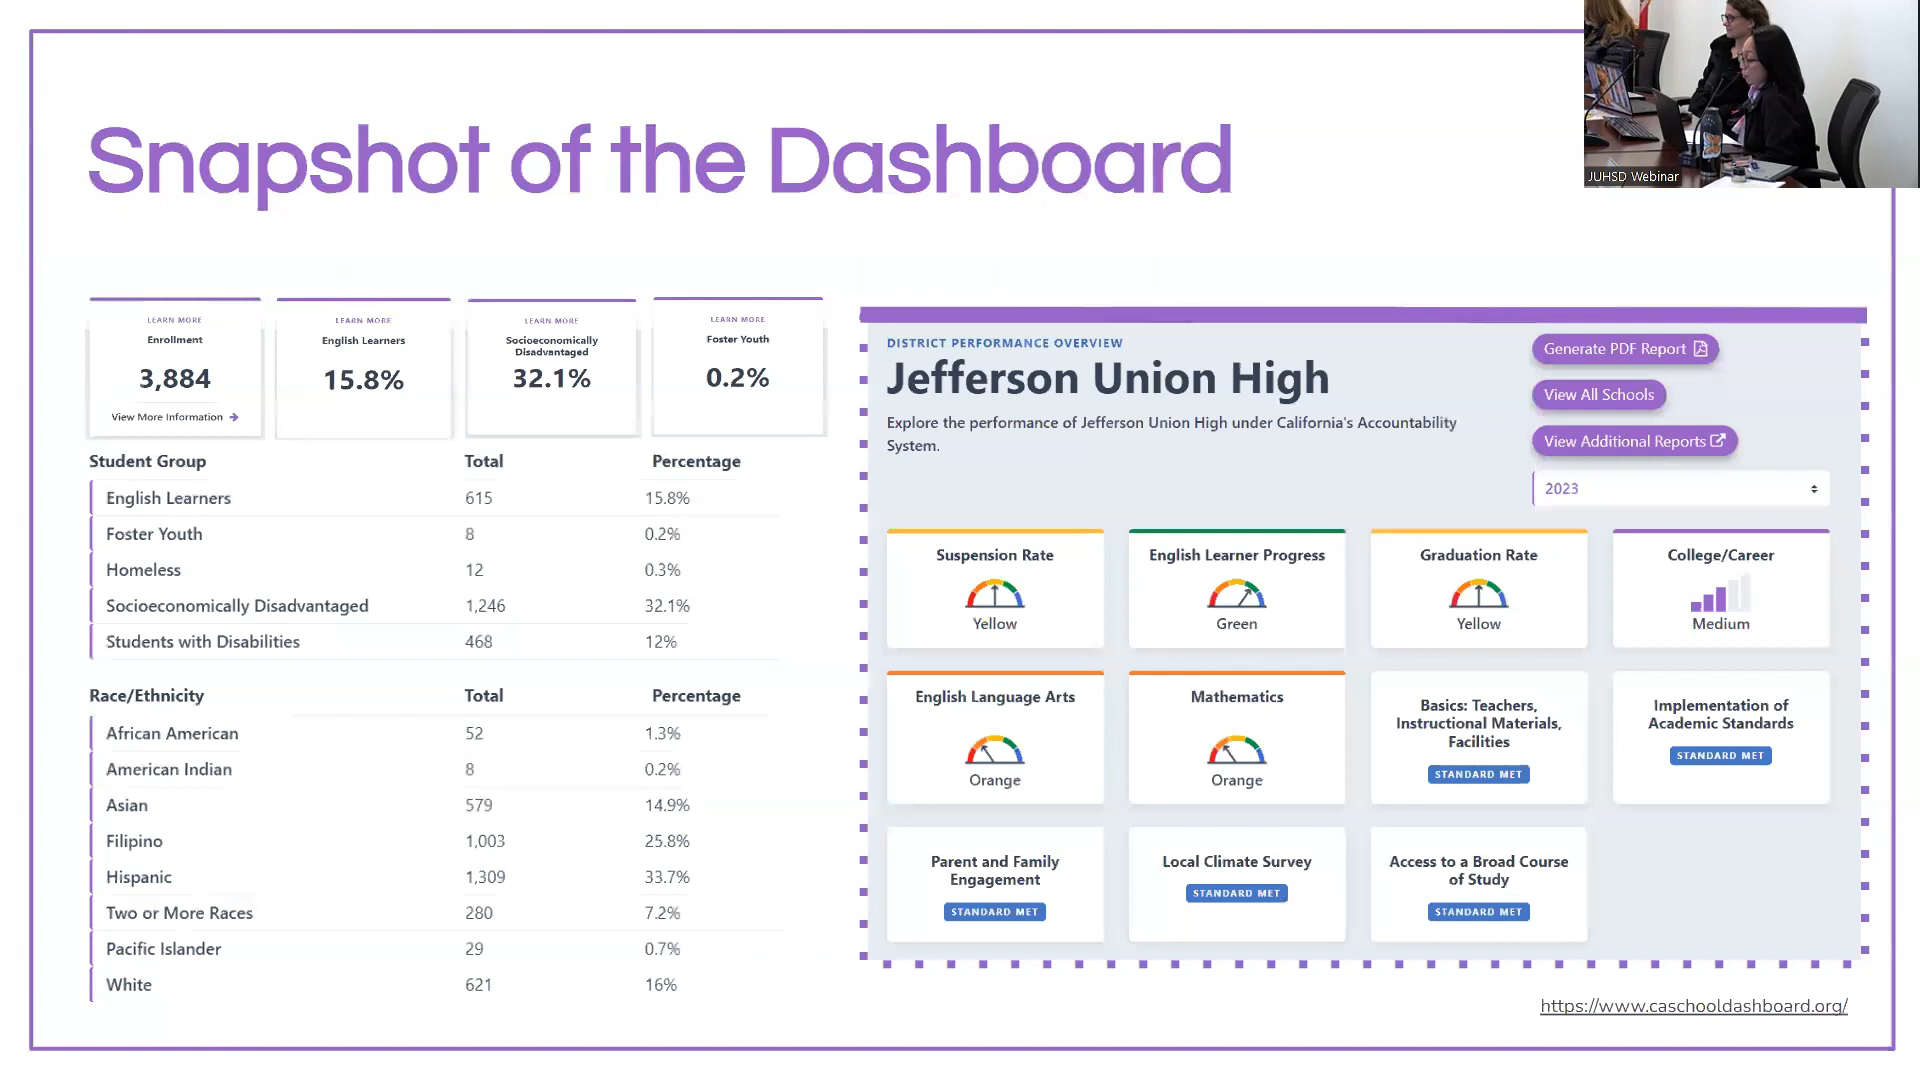 Snapshot of the Dashboard
JUHSD Webinar
LEARN MORE
Enrollment
3,884
View More Information
LEARN MORE
English Learners
15.8%
LEARN MORE
Socioeconomically
Disadvantaged
32.1%
LEARN MORE
Foster Youth
0.2%
Student Group Total Percentage
English Learners 615 15.8%
Foster Youth 8 0.2%
Homeless 12 0.3%
Socioeconomically Disadvantaged 1,246 32.1%
Students with Disabilities 468 12%
Race/Ethnicity Total Percentage
African American 52 1.3%
American Indian 8 0.2%
Asian 579 14.9%
Filipino 1,003 25.8%
Hispanic 1,309 33.7%
Two or More Races 280 7.2%
Pacific Islander 29 0.7%
White 621 16%
DISTRICT PERFORMANCE OVERVIEW
Jefferson Union High
Explore the performance of Jefferson Union High under California's Accountability
System.
Generate PDF Report
View All Schools
View Additional Reports
2023
Suspension Rate
Yellow
English Learner Progress
Green
Graduation Rate
Yellow
College/Career
Medium
English Language Arts
Orange
Mathematics
Orange
Basics: Teachers,
Instructional Materials,
Facilities
STANDARD MET
Implementation of
Academic Standards
STANDARD MET
Parent and Family
Engagement
STANDARD MET
Local Climate Survey
STANDARD MET
Access to a Broad Course
of Study
STANDARD MET
https://www.caschooldashboard.org/